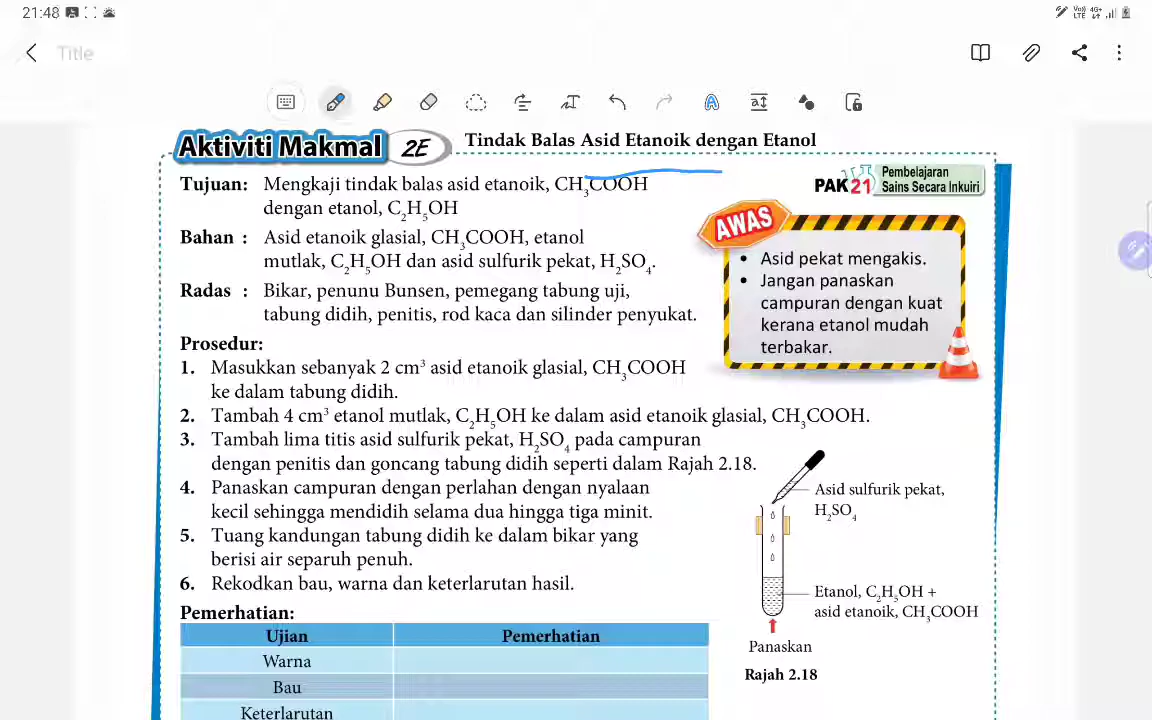 21:48
Vo)) LTE 4G+
Title
Aktiviti Makmal 2E Tindak Balas Asid Etanoik dengan Etanol
Tujuan: Mengkaji tindak balas asid etanoik, CH₃COOH
dengan etanol, C₂H₅OH
PAK 21 Pembelajaran
Sains Secara Inkuiri
Bahan : Asid etanoik glasial, CH₃COOH, etanol
mutlak, C₂H₅OH dan asid sulfurik pekat, H₂SO₄.
Radas : Bikar, penunu Bunsen, pemegang tabung uji,
tabung didih, penitis, rod kaca dan silinder penyukat.
AWAS
• Asid pekat mengakis.
• Jangan panaskan
campuran dengan kuat
kerana etanol mudah
terbakar.
Prosedur:
1. Masukkan sebanyak 2 cm³ asid etanoik glasial, CH₃COOH
ke dalam tabung didih.
2. Tambah 4 cm³ etanol mutlak, C₂H₅OH ke dalam asid etanoik glasial, CH₃COOH.
3. Tambah lima titis asid sulfurik pekat, H₂SO₄ pada campuran
dengan penitis dan goncang tabung didih seperti dalam Rajah 2.18.
4. Panaskan campuran dengan perlahan dengan nyalaan
kecil sehingga mendidih selama dua hingga tiga minit.
5. Tuang kandungan tabung didih ke dalam bikar yang
berisi air separuh penuh.
6. Rekodkan bau, warna dan keterlarutan hasil.
Asid sulfurik pekat,
H₂SO₄
Etanol, C₂H₅OH +
asid etanoik, CH₃COOH
Panaskan
Rajah 2.18
Pemerhatian:
Ujian Pemerhatian
Warna
Bau
Keterlarutan